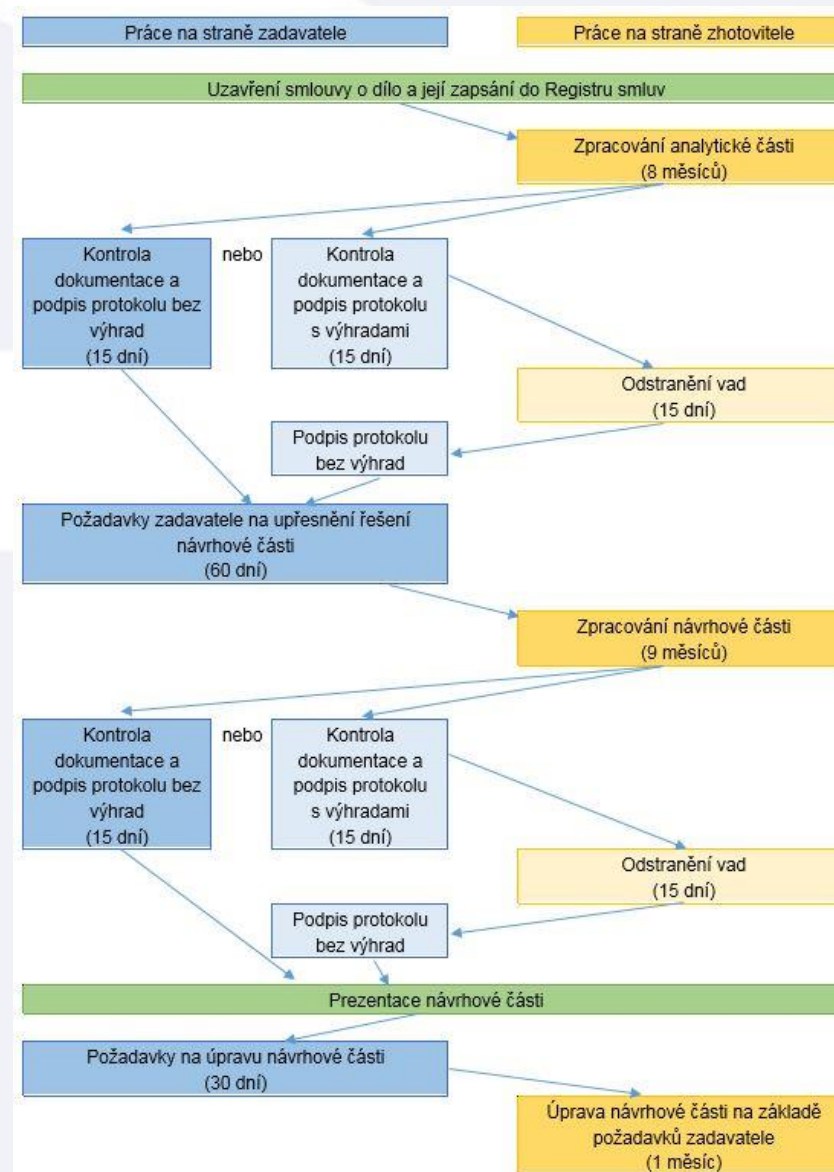 Práce na straně zadavatele
Práce na straně zhotovitele
Uzavření smlouvy o dílo a její zapsání do Registru smluv
Zpracování analytické části
(8 měsíců)
Kontrola
dokumentace a
podpis protokolu bez
výhrad
(15 dní)
nebo
Kontrola
dokumentace a
podpis protokolu
s výhradami
(15 dní)
Odstranění vad
(15 dní)
Podpis protokolu
bez výhrad
Požadavky zadavatele na upřesnění řešení
návrhové části
(60 dní)
Zpracování návrhové části
(9 měsíců)
Kontrola
dokumentace a
podpis protokolu bez
výhrad
(15 dní)
nebo
Kontrola
dokumentace a
podpis protokolu
s výhradami
(15 dní)
Odstranění vad
(15 dní)
Podpis protokolu
bez výhrad
Prezentace návrhové části
Požadavky na úpravu návrhové části
(30 dní)
Úprava návrhové části na základě
požadavků zadavatele
(1 měsíc)